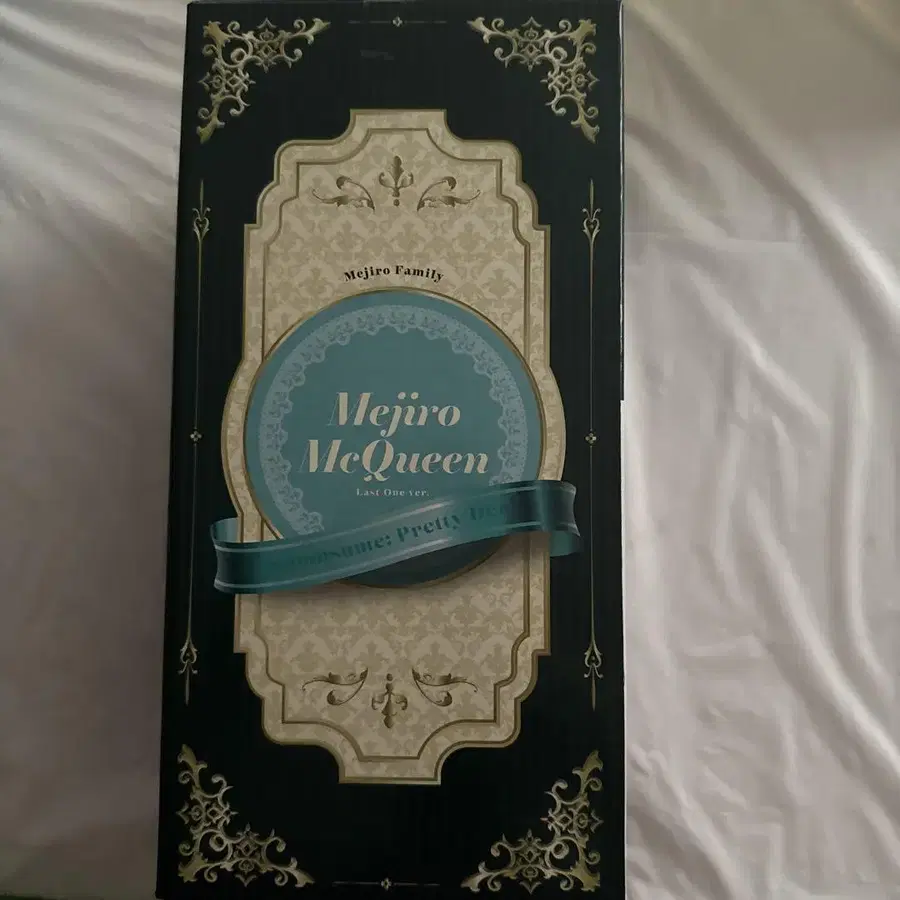 Mejiro Family
Mejiro
McQueen
Last One ver.
Pretty